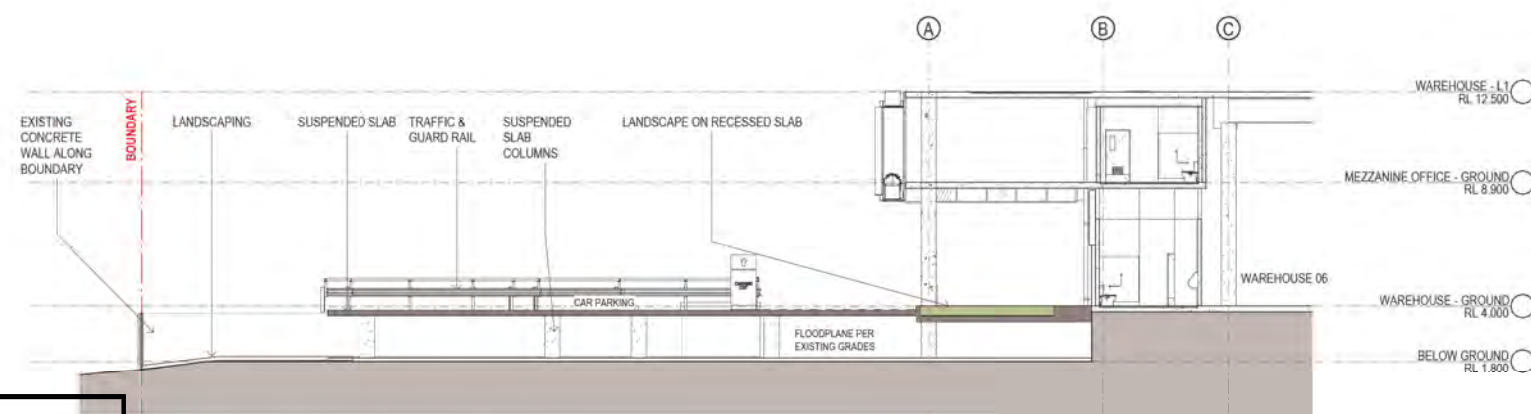 A
B
C
WAREHOUSE - L1
RL 12.500
EXISTING
CONCRETE
WALL ALONG
BOUNDARY
BOUNDARY
LANDSCAPING
SUSPENDED SLAB
TRAFFIC &
GUARD RAIL
SUSPENDED
SLAB
COLUMNS
LANDSCAPE ON RECESSED SLAB
MEZZANINE OFFICE - GROUND
RL 8.900
WAREHOUSE 06
CAR PARKING
WAREHOUSE - GROUND
RL 4.000
FLOODPLANE PER
EXISTING GRADES
BELOW GROUND
RL 1.800